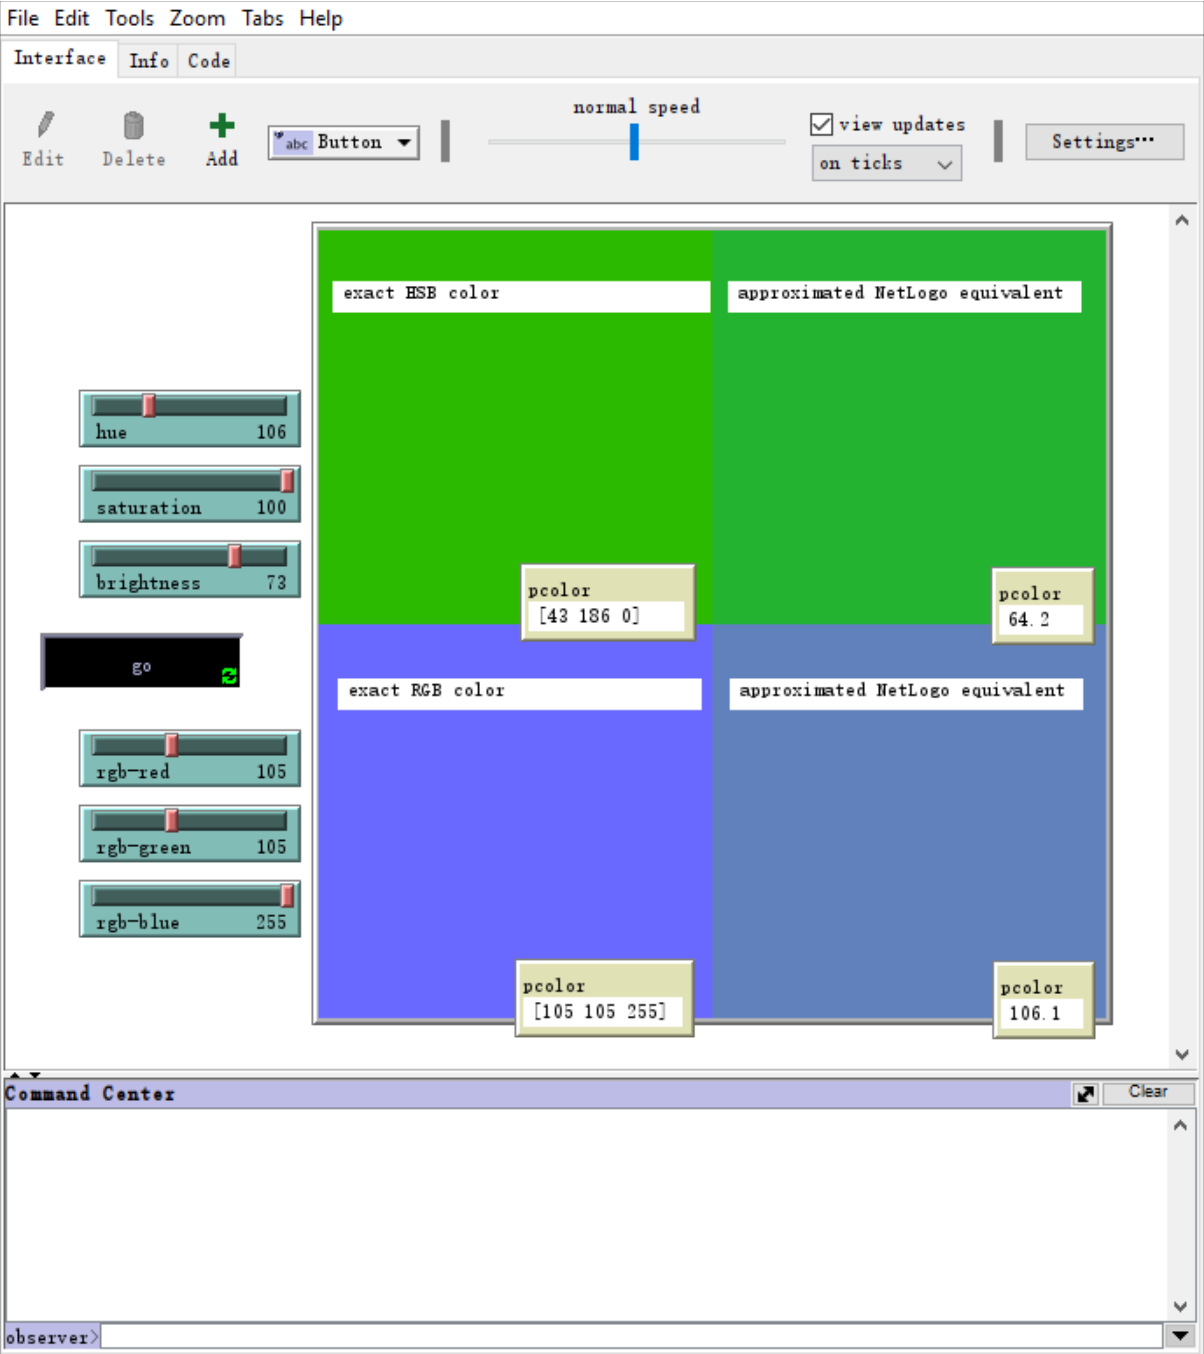 File Edit Tools Zoom Tabs Help
Interface Info Code
normal speed
Edit Delete Add abc Button
view updates
on ticks
Settings...
exact HSB color
approximated NetLogo equivalent
hue 106
saturation 100
brightness 73
pcolor
[43 186 0]
pcolor
64.2
go
exact RGB color
approximated NetLogo equivalent
rgb-red 105
rgb-green 105
rgb-blue 255
pcolor
[105 105 255]
pcolor
106.1
Command Center
Clear
observer>